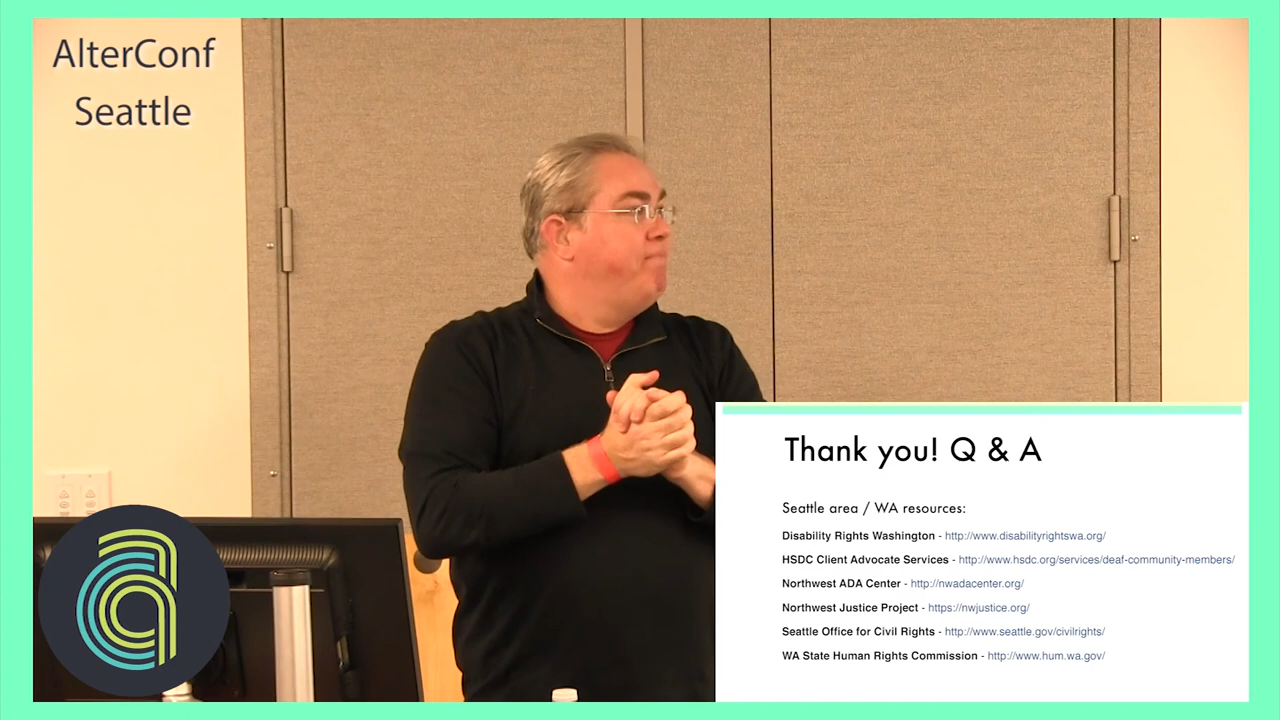 AlterConf
Seattle
Thank you! Q & A
Seattle area / WA resources:
Disability Rights Washington - http://www.disabilityrightswa.org/
HSDC Client Advocate Services - http://www.hsdc.org/services/deaf-community-members/
Northwest ADA Center - http://nwadacenter.org/
Northwest Justice Project - https://nwjustice.org/
Seattle Office for Civil Rights - http://www.seattle.gov/civilrights/
WA State Human Rights Commission - http://www.hum.wa.gov/